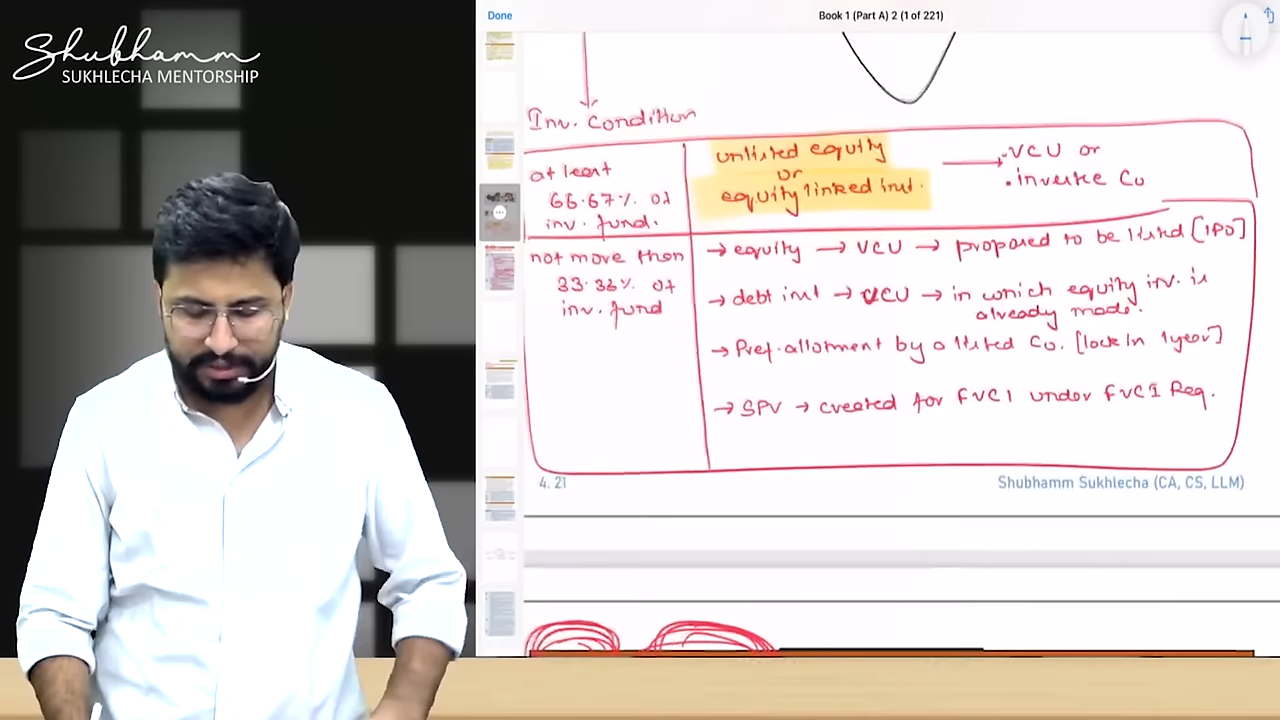 Shubhamm
SUKHLECHA MENTORSHIP
Done
Book 1 (Part A) 2 (1 of 221)
Inv. condition
at least
66.67% of
inv. fund.
unlisted equity
or
equity linked inst.
→ . VCU or
. investee Co
not more than
33.33% of
inv. fund
→ equity → VCU → proposed to be listed [IPO]
→ debt inst → VCU → in which equity inv. is
already made.
→ Pref. allotment by a listed Co. [lock In 1year]
→ SPV → created for FVCI under FVCI Reg.
4. 21
Shubhamm Sukhlecha (CA, CS, LLM)